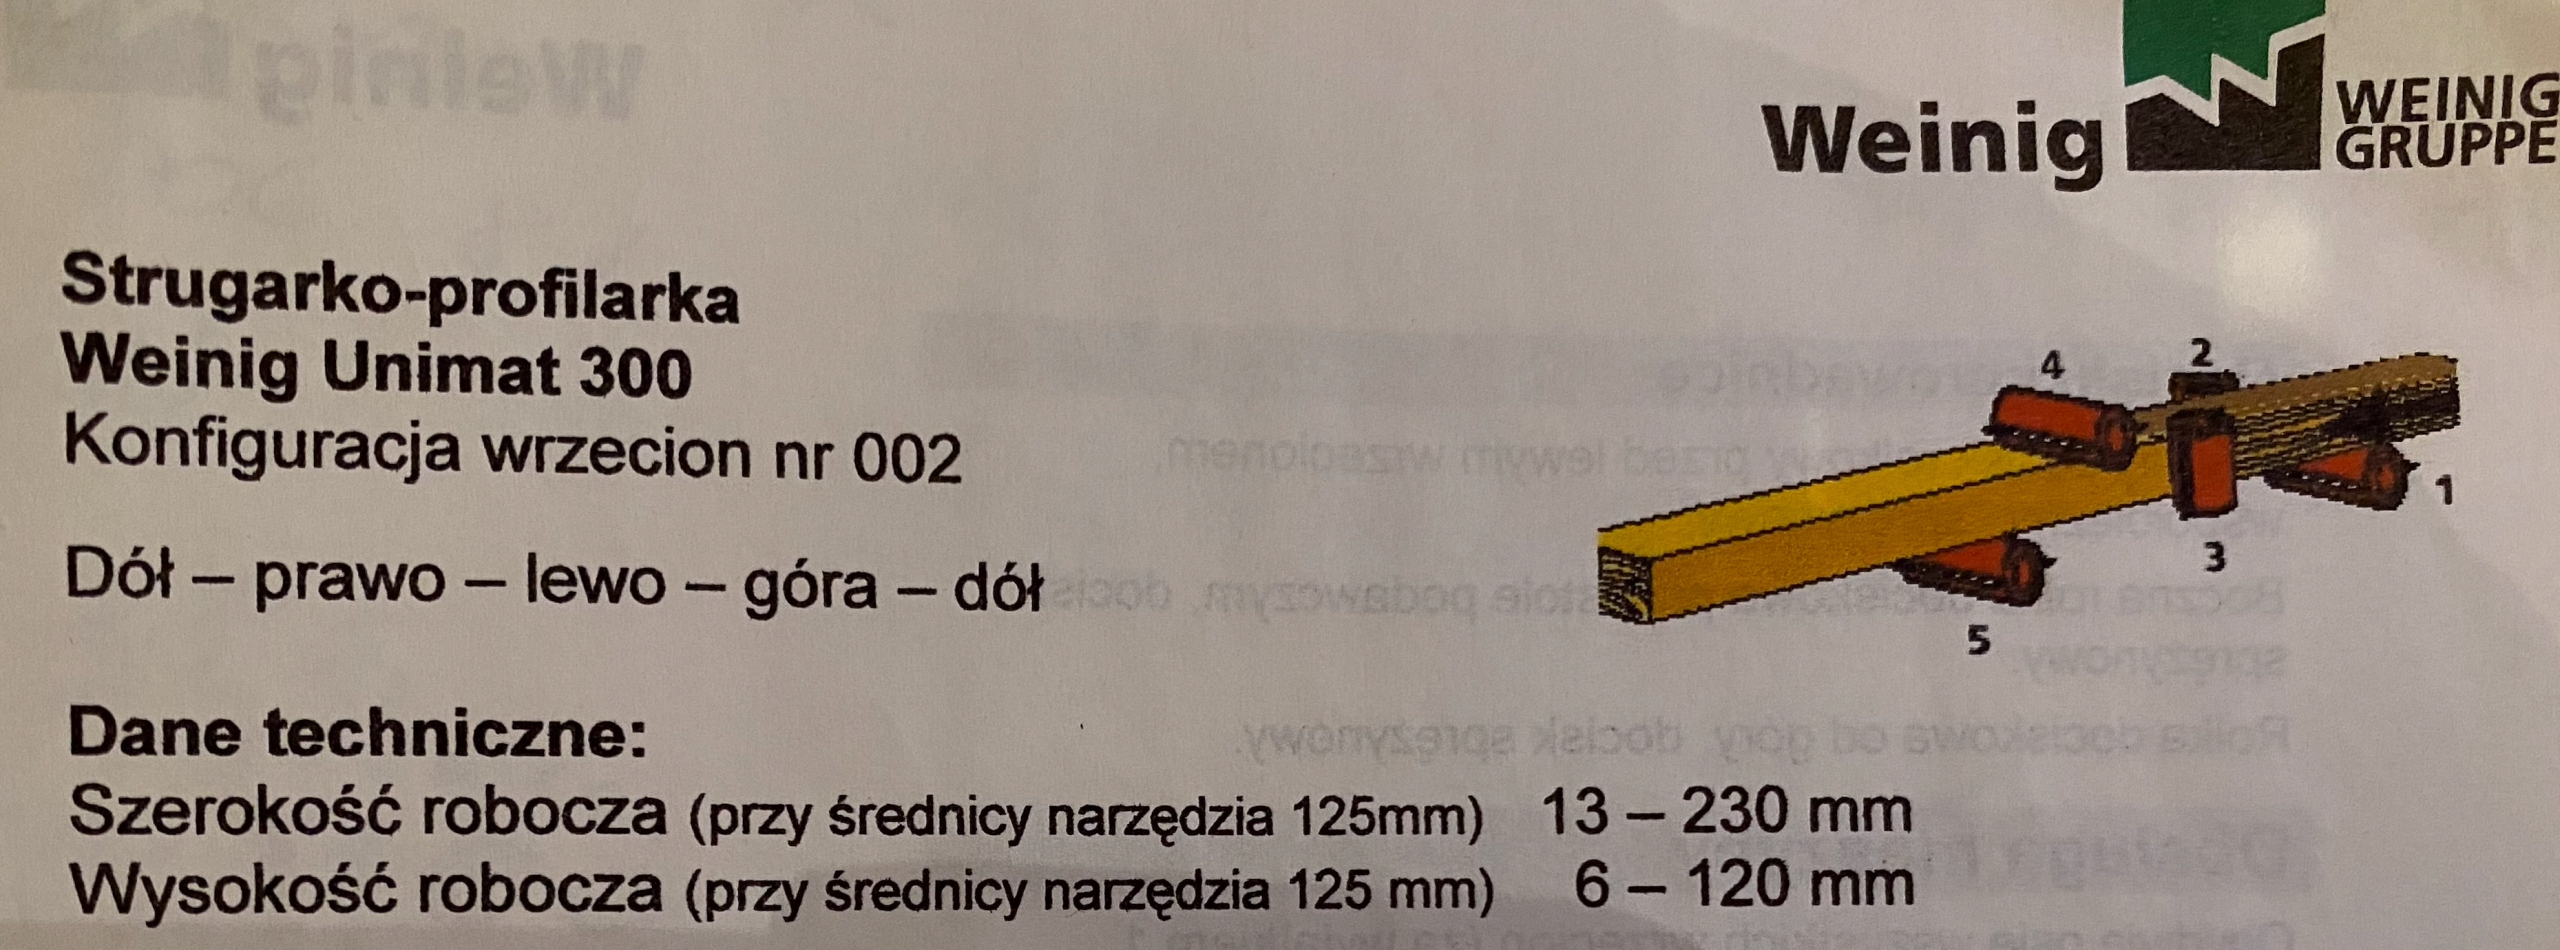 Weinig
WEINIG
GRUPPE
Strugarko-profilarka
Weinig Unimat 300
Konfiguracja wrzecion nr 002
Dół – prawo – lewo – góra – dół
4
2
1
3
5
Dane techniczne:
Szerokość robocza (przy średnicy narzędzia 125mm) 13 – 230 mm
Wysokość robocza (przy średnicy narzędzia 125 mm) 6 – 120 mm